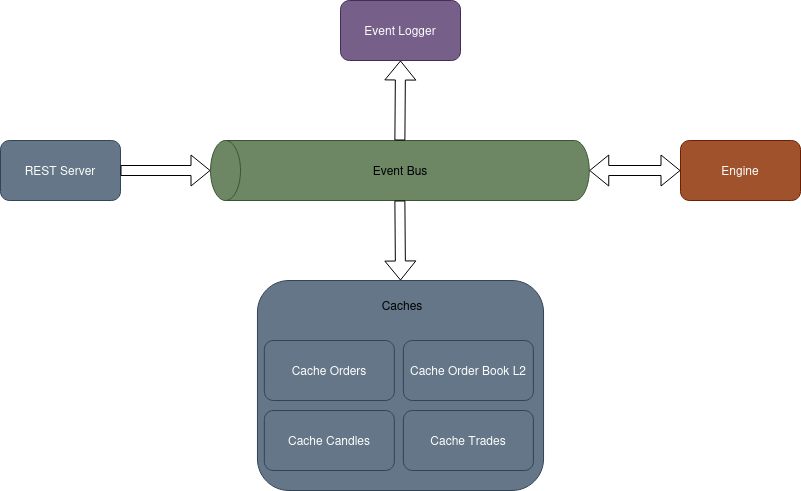 Event Logger
REST Server
Event Bus
Engine
Caches
Cache Orders
Cache Order Book L2
Cache Candles
Cache Trades